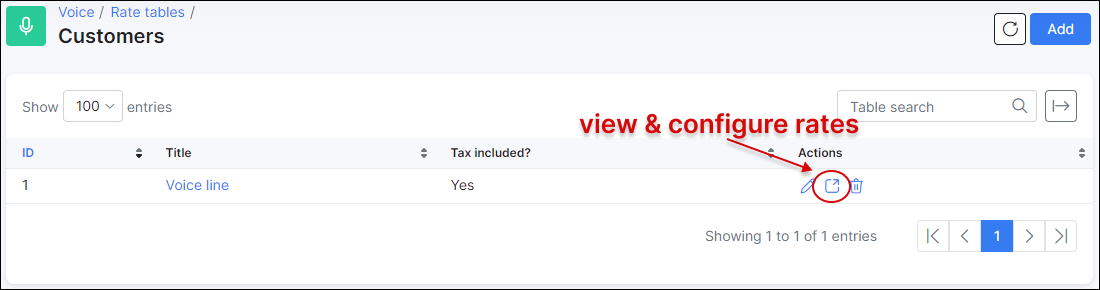 Voice / Rate tables /
Customers
Add
Show 100 entries
Table search
view & configure rates
ID Title Tax included? Actions
1 Voice line Yes
Showing 1 to 1 of 1 entries
1